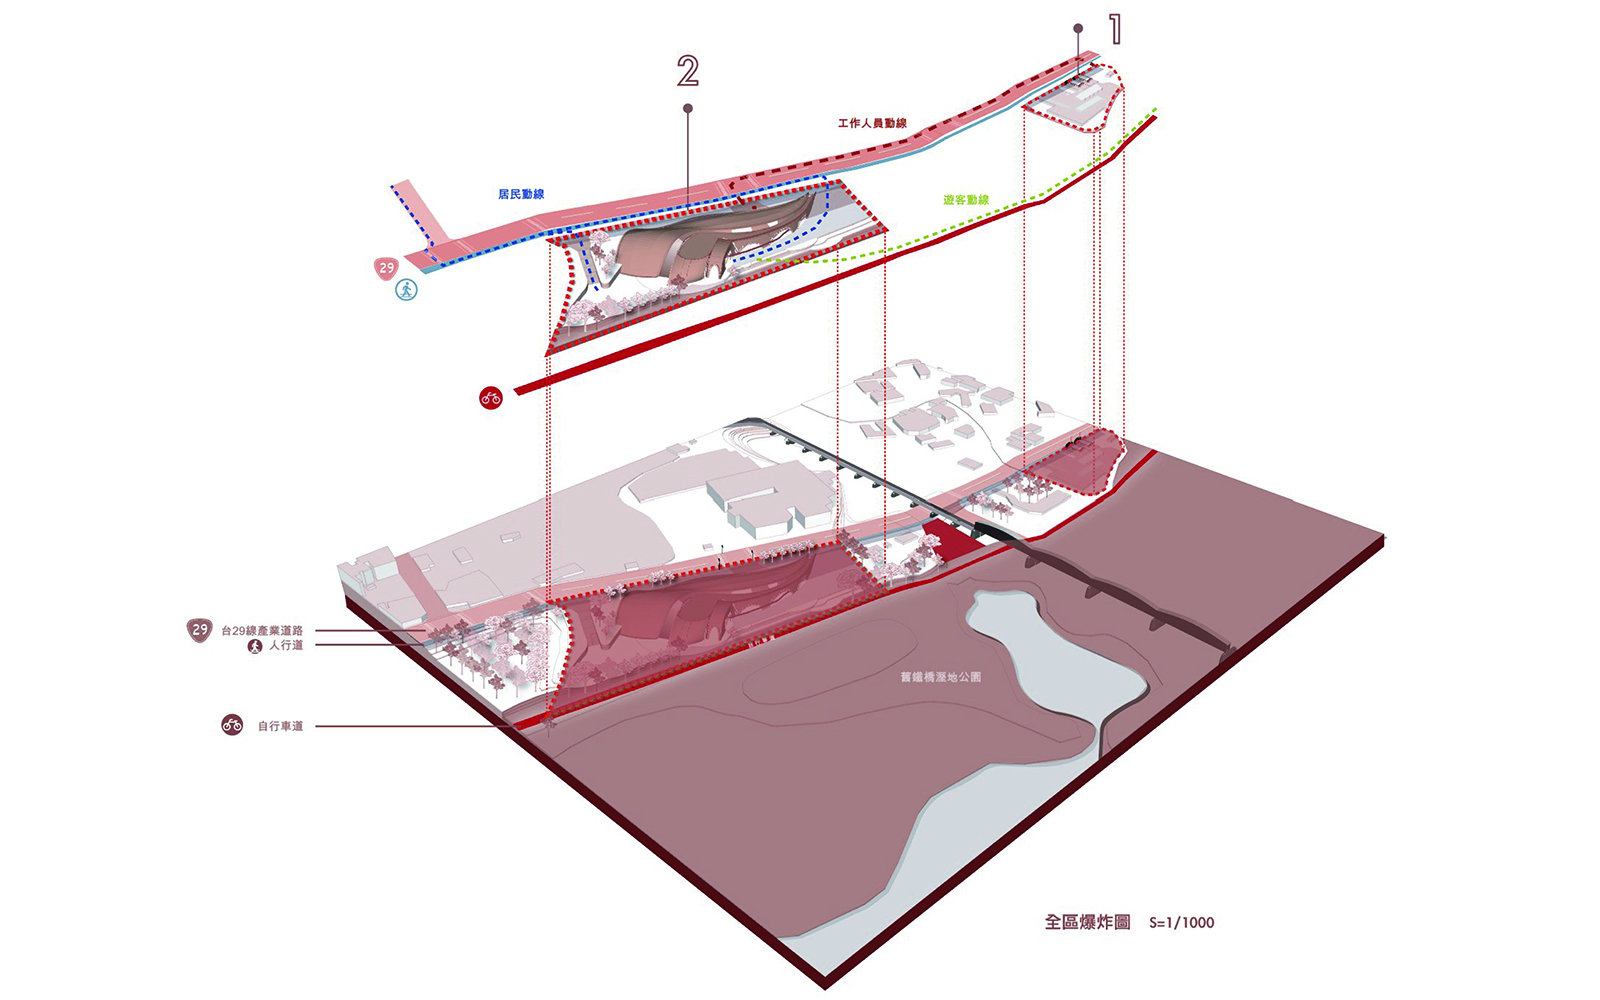 1
2
工作人員動線
居民動線
遊客動線
29
29
台29線產業道路
人行道
舊鐵橋溼地公園
自行車道
全區爆炸圖 S=1/1000